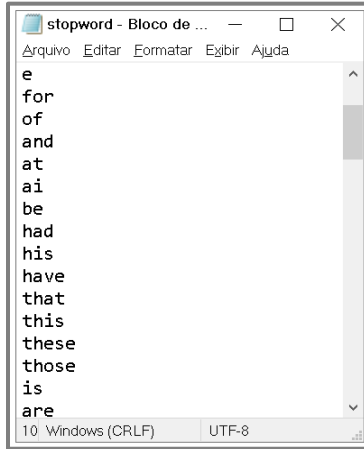 stopword - Bloco de ...
Arquivo Editar Formatar Exibir Ajuda
e
for
of
and
at
ai
be
had
his
have
that
this
these
those
is
are
10 Windows (CRLF) UTF-8